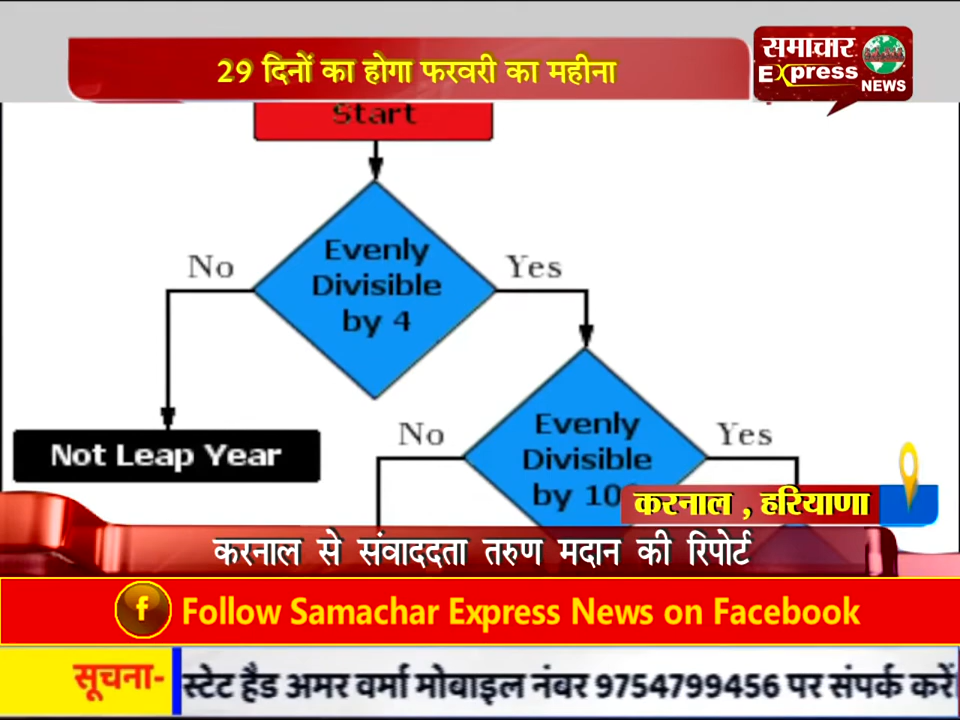 29 दिनों का होगा फरवरी का महीना
समाचार
Express
NEWS
Start
Evenly
Divisible
by 4
No
Yes
Not Leap Year
Evenly
Divisible
by 10
No
Yes
करनाल , हरियाणा
करनाल से संवाददता तरुण मदान की रिपोर्ट
f Follow Samachar Express News on Facebook
सूचना- स्टेट हैड अमर वर्मा मोबाइल नंबर 9754799456 पर संपर्क करें